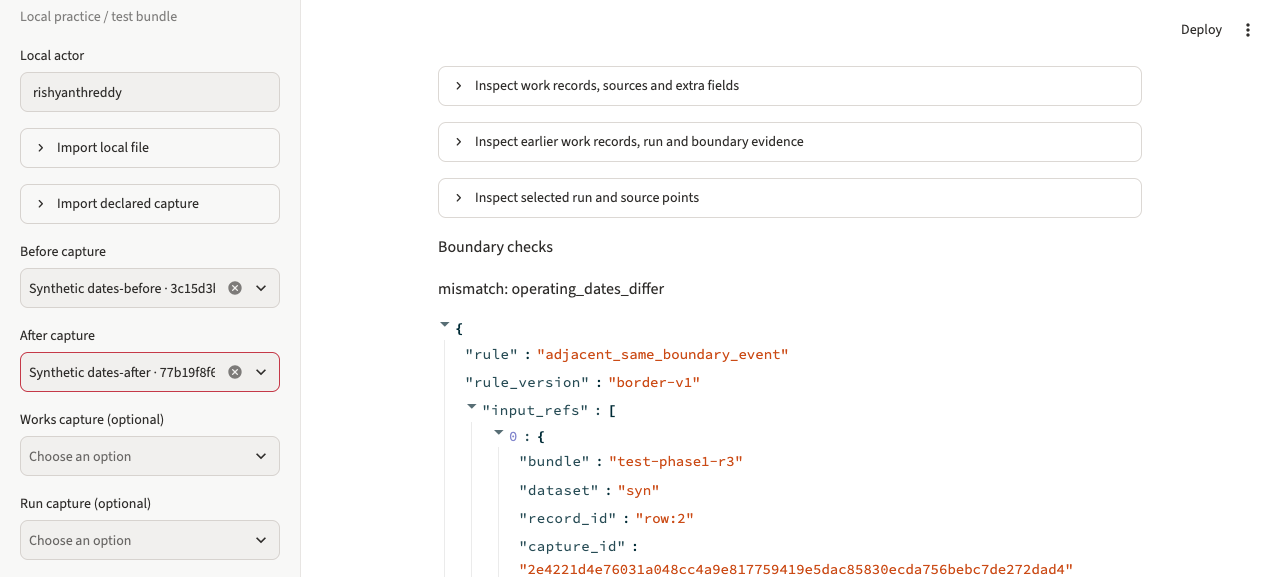 Local practice / test bundle
Local actor
rishyanthreddy
Import local file
Import declared capture
Before capture
Synthetic dates-before · 3c15d3l
After capture
Synthetic dates-after · 77b19f8f6
Works capture (optional)
Choose an option
Run capture (optional)
Choose an option
Deploy
Inspect work records, sources and extra fields
Inspect earlier work records, run and boundary evidence
Inspect selected run and source points
Boundary checks
mismatch: operating_dates_differ
{
"rule" : "adjacent_same_boundary_event"
"rule_version" : "border-v1"
"input_refs" : [
0 : {
"bundle" : "test-phase1-r3"
"dataset" : "syn"
"record_id" : "row:2"
"capture_id" :
"2e4221d4e76031a048cc4a9e817759419e5dac85830ecda756bebc7de272dad4"